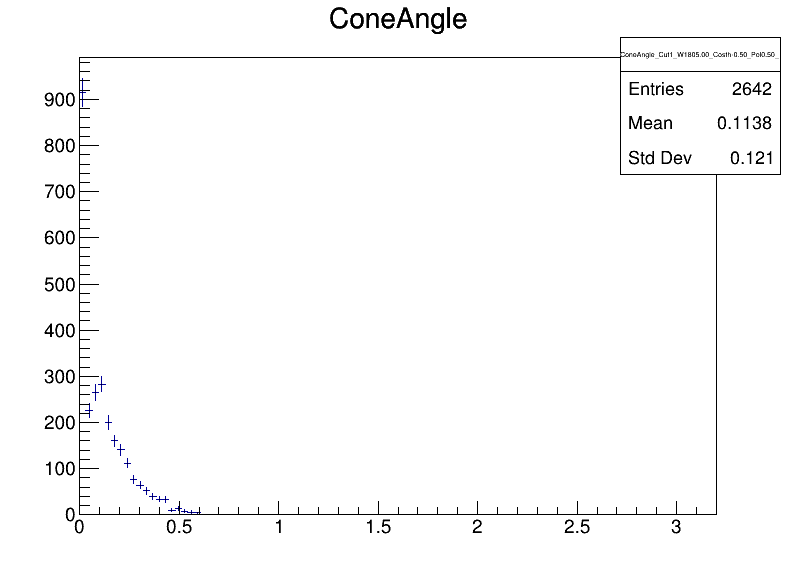 ConeAngle
ConeAngle_Cut1_W1805.00_Costh-0.50_Pol0.50_
Entries 2642
Mean 0.1138
Std Dev 0.121
900
800
700
600
500
400
300
200
100
0
0 0.5 1 1.5 2 2.5 3